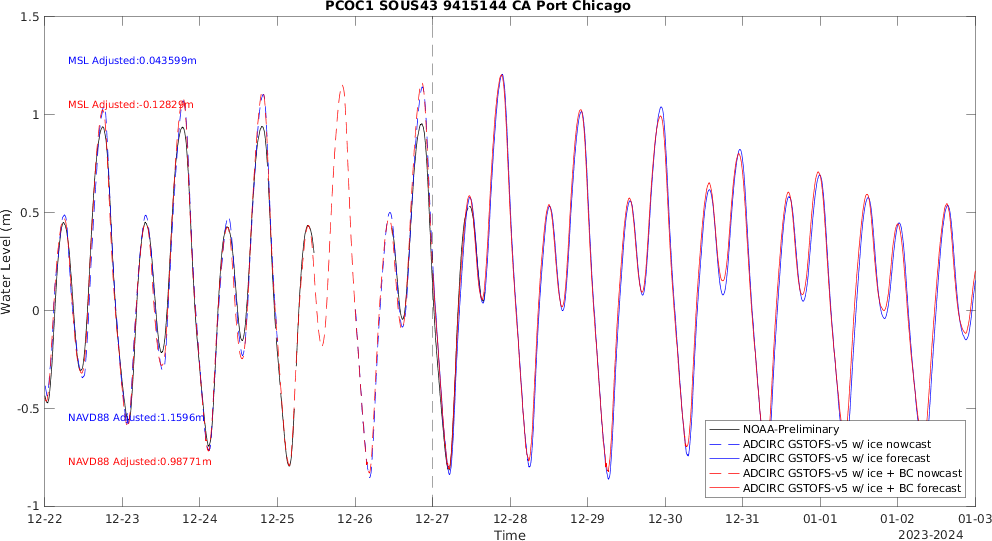 PCOC1 SOUS43 9415144 CA Port Chicago
1.5
1
0.5
0
-0.5
-1
Water Level (m)
MSL Adjusted:0.043599m
MSL Adjusted:-0.12829m
NAVD88 Adjusted:1.1596m
NAVD88 Adjusted:0.98771m
NOAA-Preliminary
ADCIRC GSTOFS-v5 w/ ice nowcast
ADCIRC GSTOFS-v5 w/ ice forecast
ADCIRC GSTOFS-v5 w/ ice + BC nowcast
ADCIRC GSTOFS-v5 w/ ice + BC forecast
12-22 12-23 12-24 12-25 12-26 12-27 12-28 12-29 12-30 12-31 01-01 01-02 01-03
Time
2023-2024